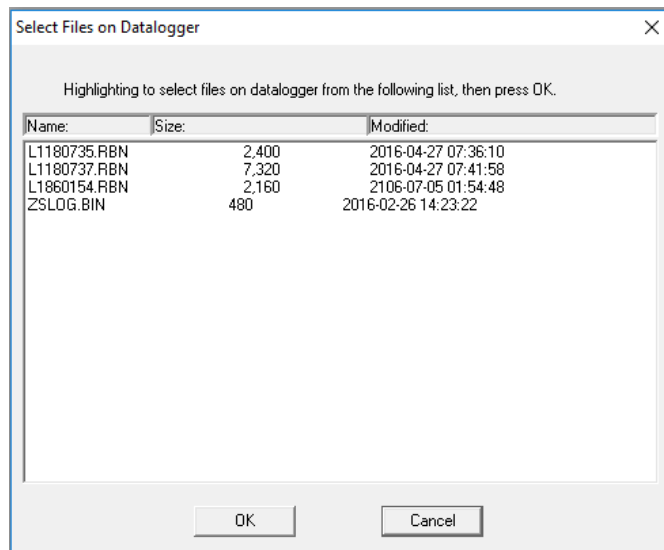 Select Files on Datalogger
Highlighting to select files on datalogger from the following list, then press OK.
Name: Size: Modified:
L1180735.RBN 2,400 2016-04-27 07:36:10
L1180737.RBN 7,320 2016-04-27 07:41:58
L1860154.RBN 2,160 2106-07-05 01:54:48
ZSLOG.BIN 480 2016-02-26 14:23:22
OK Cancel